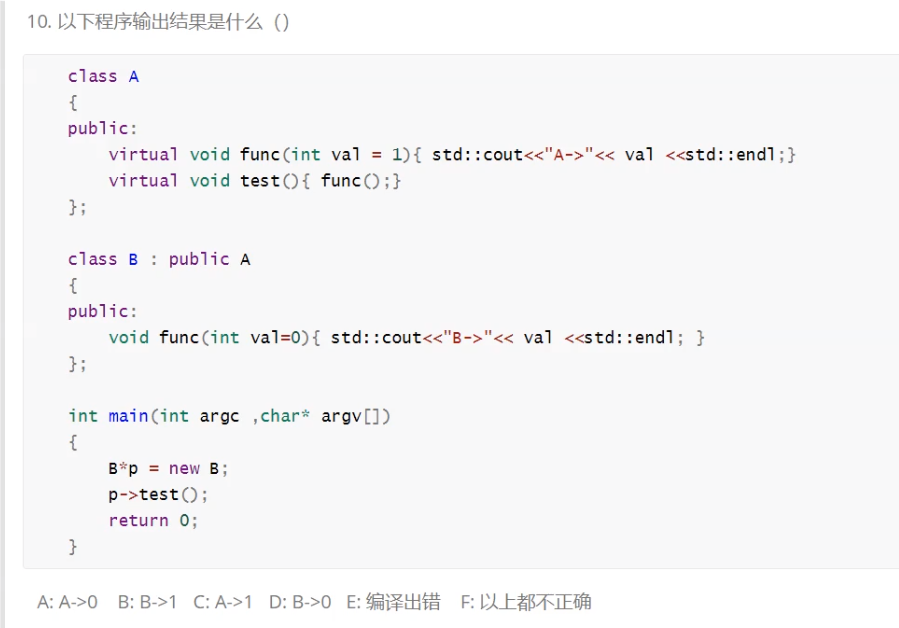 10. 以下程序输出结果是什么（）
class A
{
public:
virtual void func(int val = 1){ std::cout<<"A->"<< val <<std::endl;}
virtual void test(){ func();}
};
class B : public A
{
public:
void func(int val=0){ std::cout<<"B->"<< val <<std::endl; }
};
int main(int argc ,char* argv[])
{
B*p = new B;
p->test();
return 0;
}
A: A->0 B: B->1 C: A->1 D: B->0 E: 编译出错 F: 以上都不正确